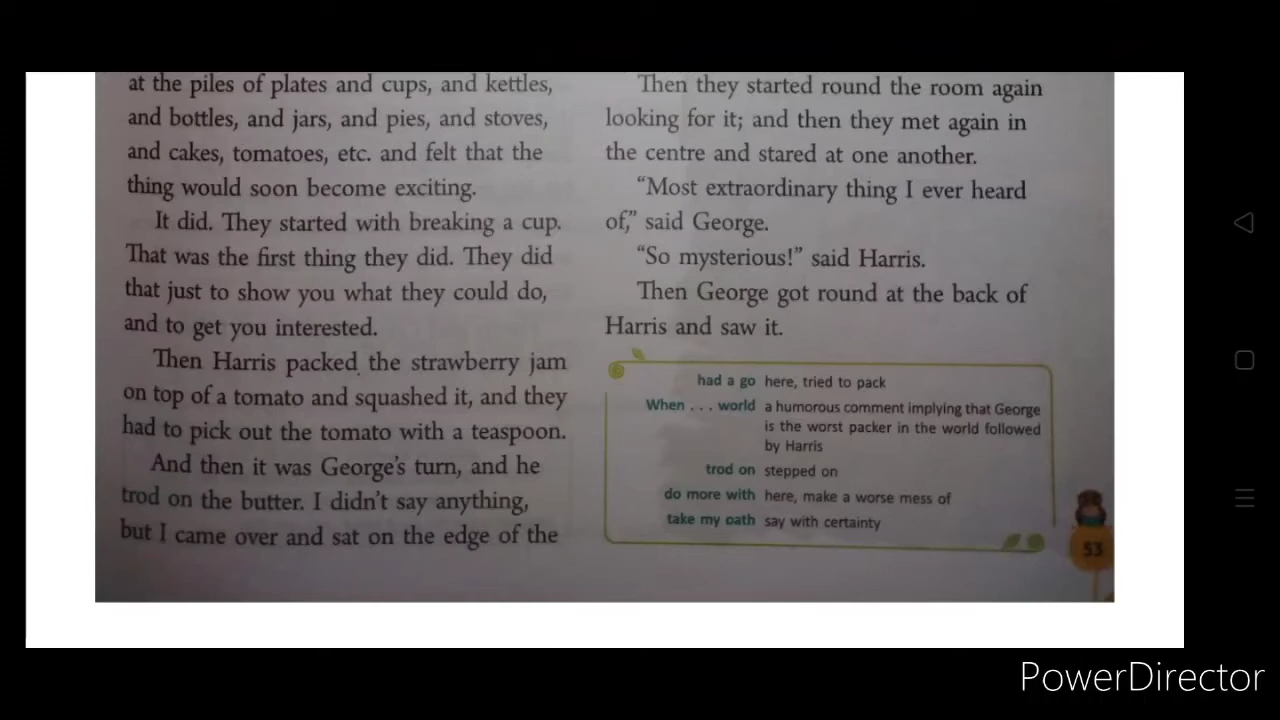 at the piles of plates and cups, and kettles,
and bottles, and jars, and pies, and stoves,
and cakes, tomatoes, etc. and felt that the
thing would soon become exciting.
It did. They started with breaking a cup.
That was the first thing they did. They did
that just to show you what they could do,
and to get you interested.
Then Harris packed the strawberry jam
on top of a tomato and squashed it, and they
had to pick out the tomato with a teaspoon.
And then it was George's turn, and he
trod on the butter. I didn't say anything,
but I came over and sat on the edge of the
Then they started round the room again
looking for it; and then they met again in
the centre and stared at one another.
“Most extraordinary thing I ever heard
of,” said George.
“So mysterious!” said Harris.
Then George got round at the back of
Harris and saw it.
had a go here, tried to pack
When . . . world a humorous comment implying that George
is the worst packer in the world followed
by Harris
trod on stepped on
do more with here, make a worse mess of
take my oath say with certainty
53
PowerDirector